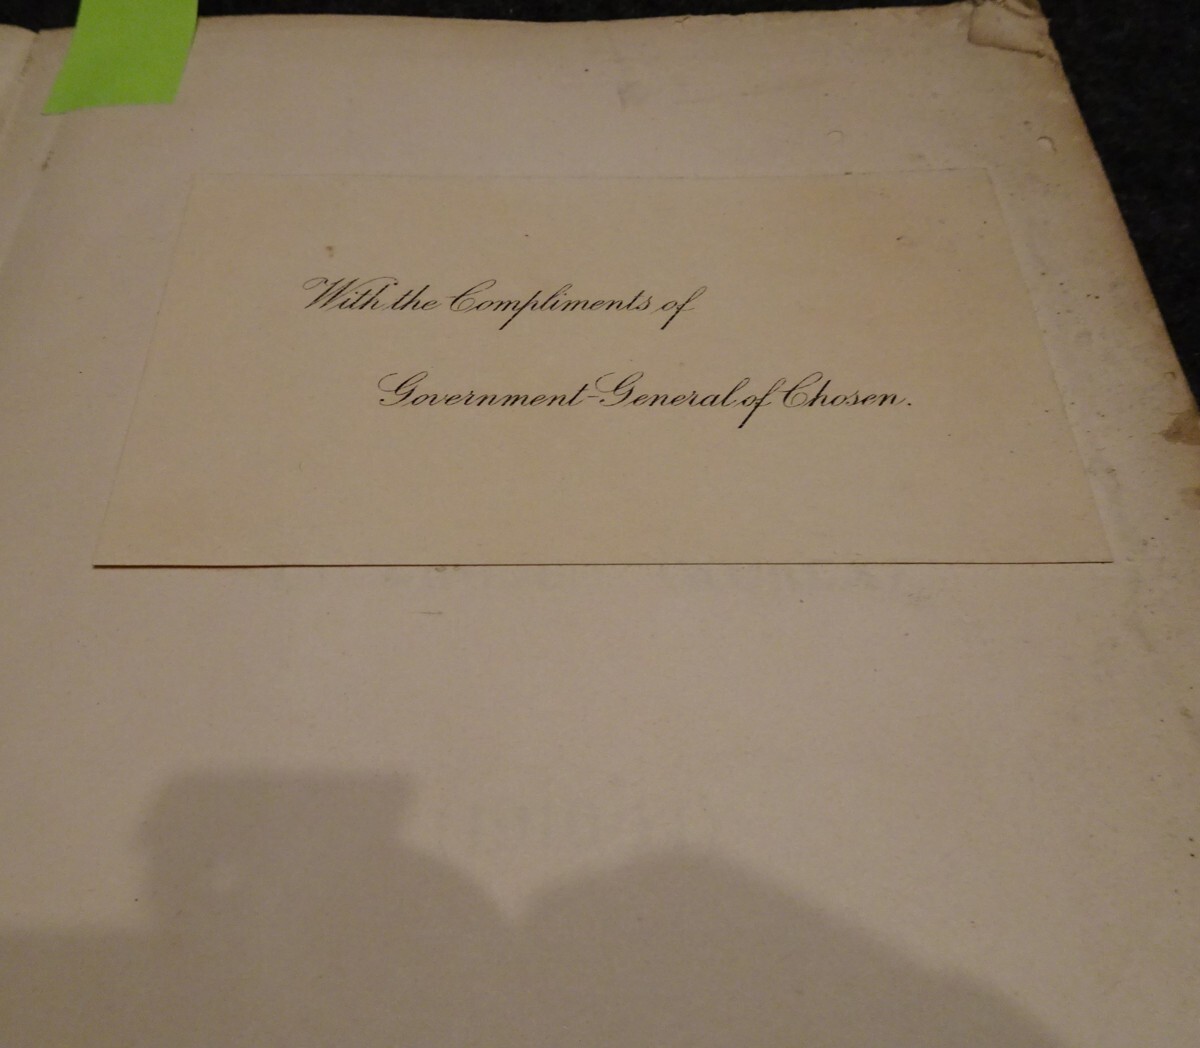 With the Compliments of
Government-General of Chosen.